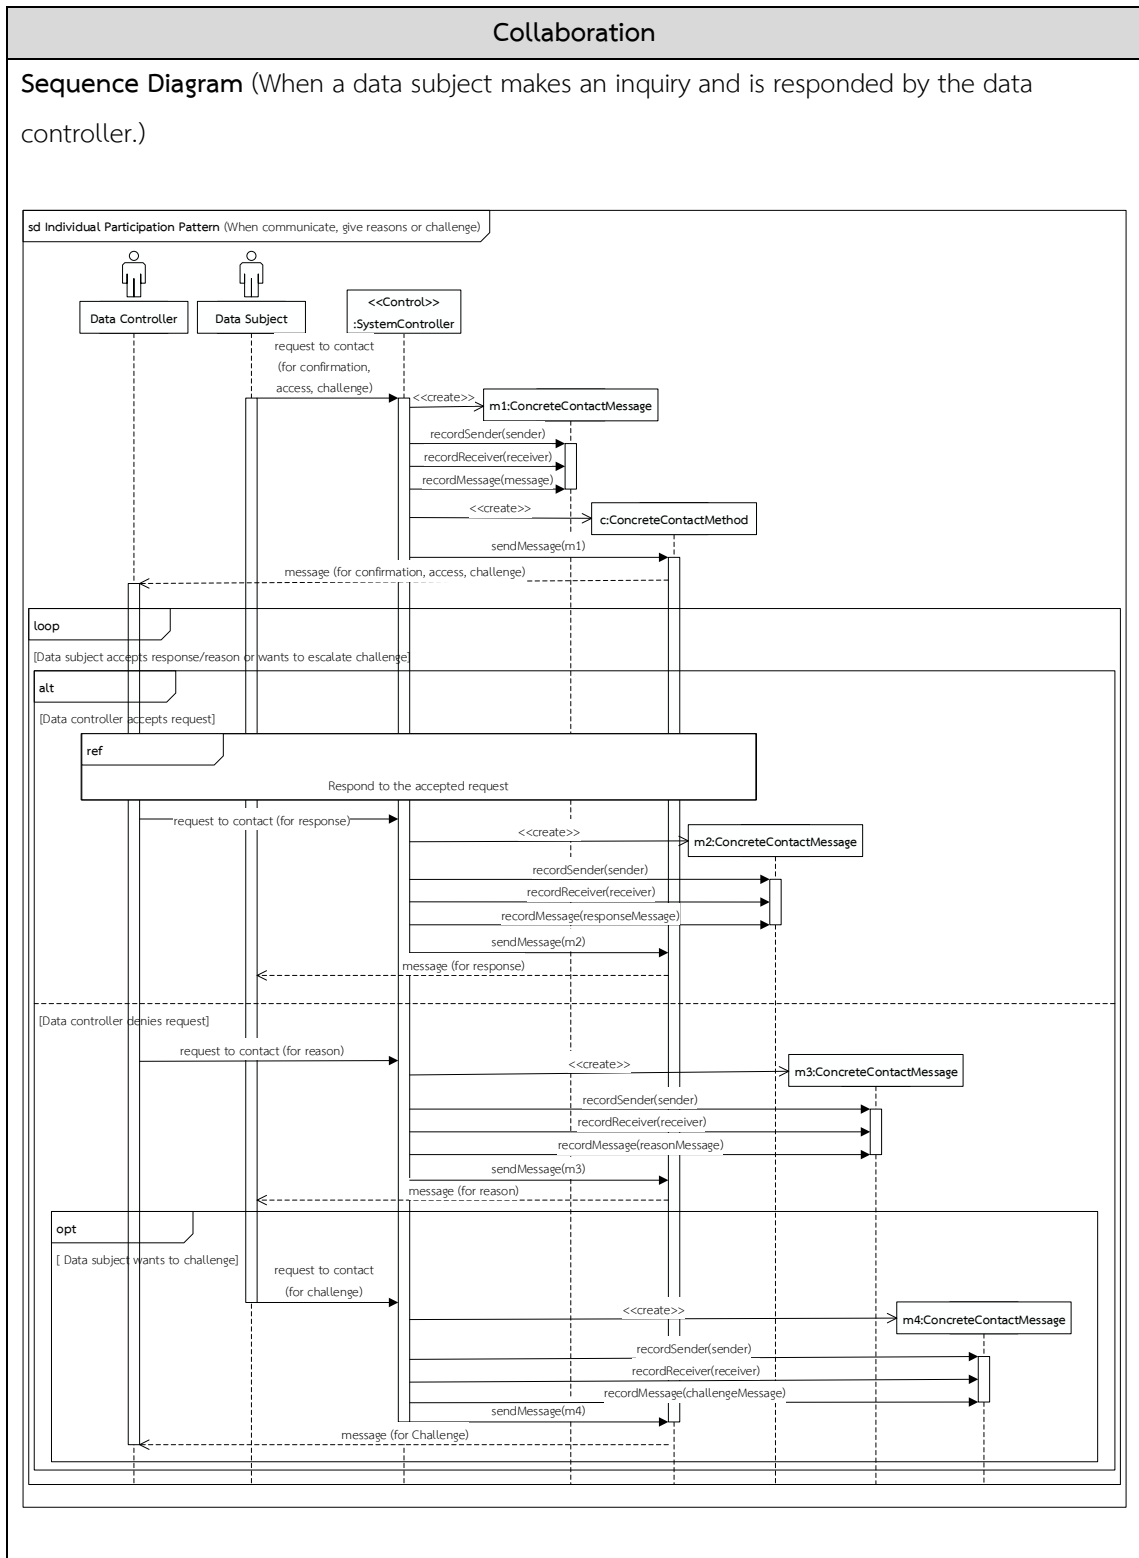 Collaboration
Sequence Diagram (When a data subject makes an inquiry and is responded by the data
controller.)
sd Individual Participation Pattern (When communicate, give reasons or challenge)
Data Controller
Data Subject
<<Control>>
:SystemController
request to contact
(for confirmation,
access, challenge)
<<create>>
m1:ConcreteContactMessage
recordSender(sender)
recordReceiver(receiver)
recordMessage(message)
<<create>>
c:ConcreteContactMethod
sendMessage(m1)
message (for confirmation, access, challenge)
loop
[Data subject accepts response/reason or wants to escalate challenge]
alt
[Data controller accepts request]
ref
Respond to the accepted request
request to contact (for response)
<<create>>
m2:ConcreteContactMessage
recordSender(sender)
recordReceiver(receiver)
recordMessage(responseMessage)
sendMessage(m2)
message (for response)
[Data controller denies request]
request to contact (for reason)
<<create>>
m3:ConcreteContactMessage
recordSender(sender)
recordReceiver(receiver)
recordMessage(reasonMessage)
sendMessage(m3)
message (for reason)
opt
[ Data subject wants to challenge]
request to contact
(for challenge)
<<create>>
m4:ConcreteContactMessage
recordSender(sender)
recordReceiver(receiver)
recordMessage(challengeMessage)
sendMessage(m4)
message (for Challenge)